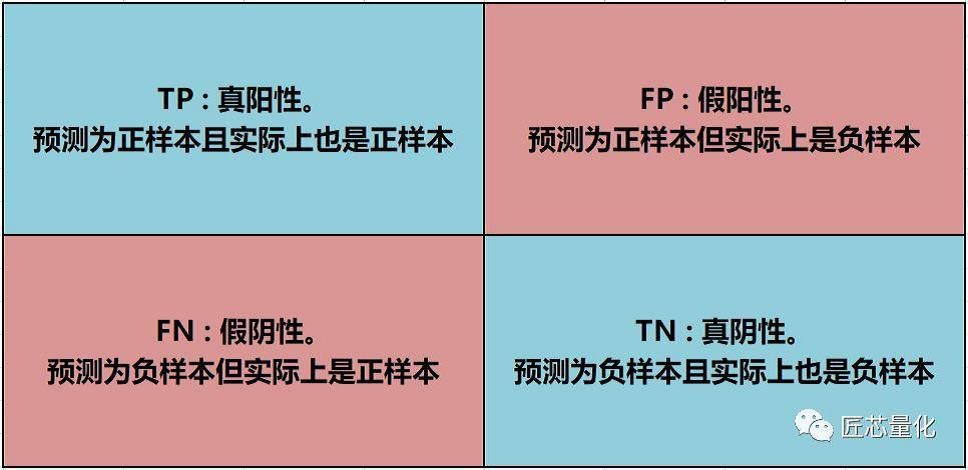 TP : 真阳性。
预测为正样本且实际上也是正样本
FP : 假阳性。
预测为正样本但实际上是负样本
FN : 假阴性。
预测为负样本但实际上是正样本
TN : 真阴性。
预测为负样本且实际上也是负样本
匠芯量化